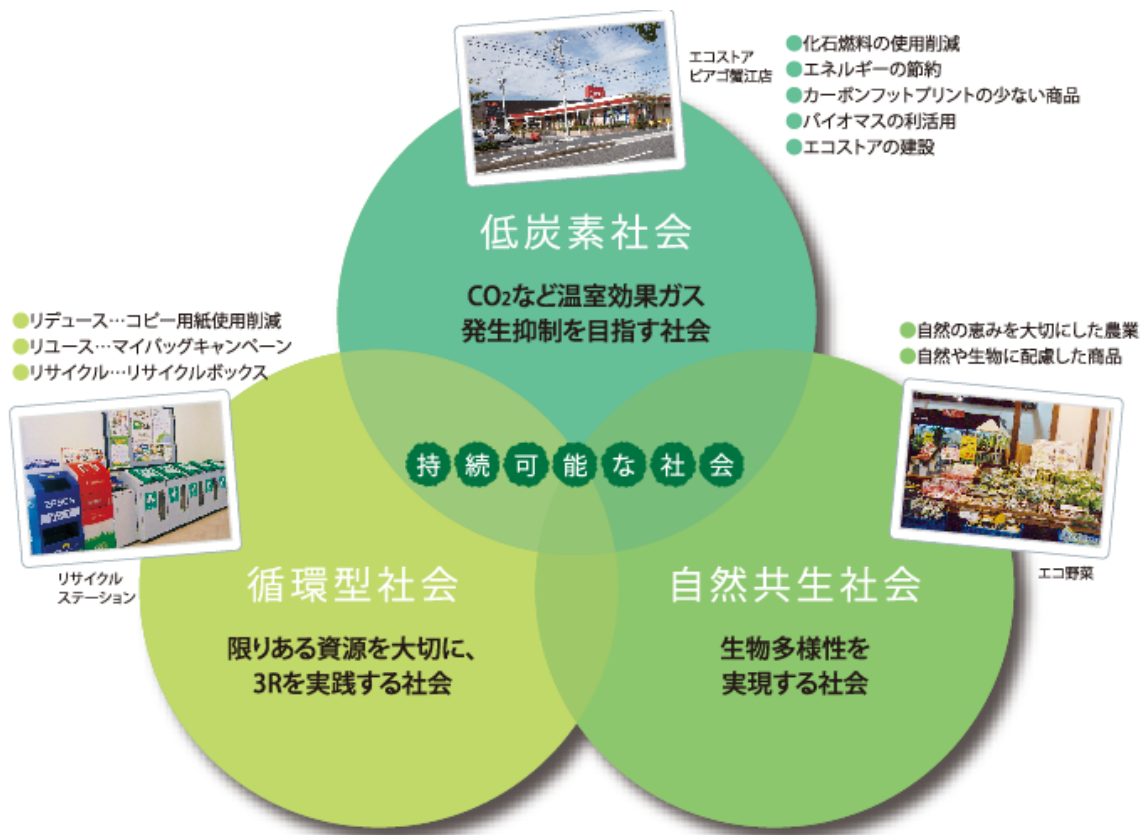 エコストア
ピアゴ蟹江店
●化石燃料の使用削減
●エネルギーの節約
●カーボンフットプリントの少ない商品
●バイオマスの利活用
●エコストアの建設
低炭素社会
CO₂など温室効果ガス
発生抑制を目指す社会
●リデュース…コピー用紙使用削減
●リユース…マイバッグキャンペーン
●リサイクル…リサイクルボックス
●自然の恵みを大切にした農業
●自然や生物に配慮した商品
持続可能な社会
リサイクル
ステーション
エコ野菜
循環型社会
限りある資源を大切に、
3Rを実践する社会
自然共生社会
生物多様性を
実現する社会